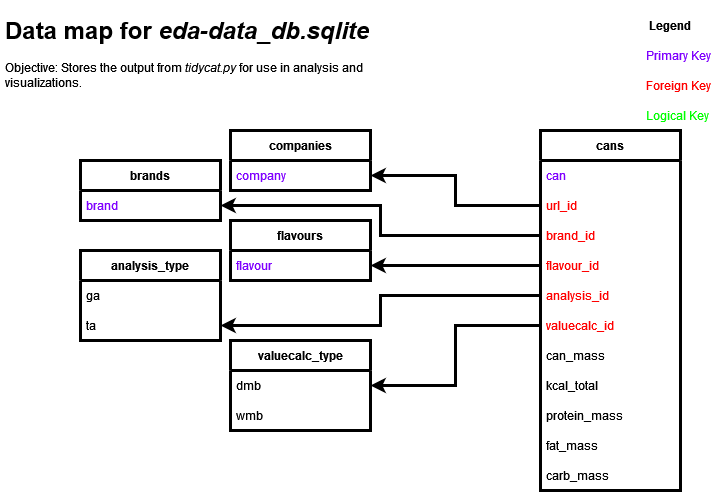 Data map for eda-data_db.sqlite
Objective: Stores the output from tidycat.py for use in analysis and
visualizations.
Legend
Primary Key
Foreign Key
Logical Key
companies
company
brands
brand
flavours
flavour
analysis_type
ga
ta
valuecalc_type
dmb
wmb
cans
can
url_id
brand_id
flavour_id
analysis_id
valuecalc_id
can_mass
kcal_total
protein_mass
fat_mass
carb_mass